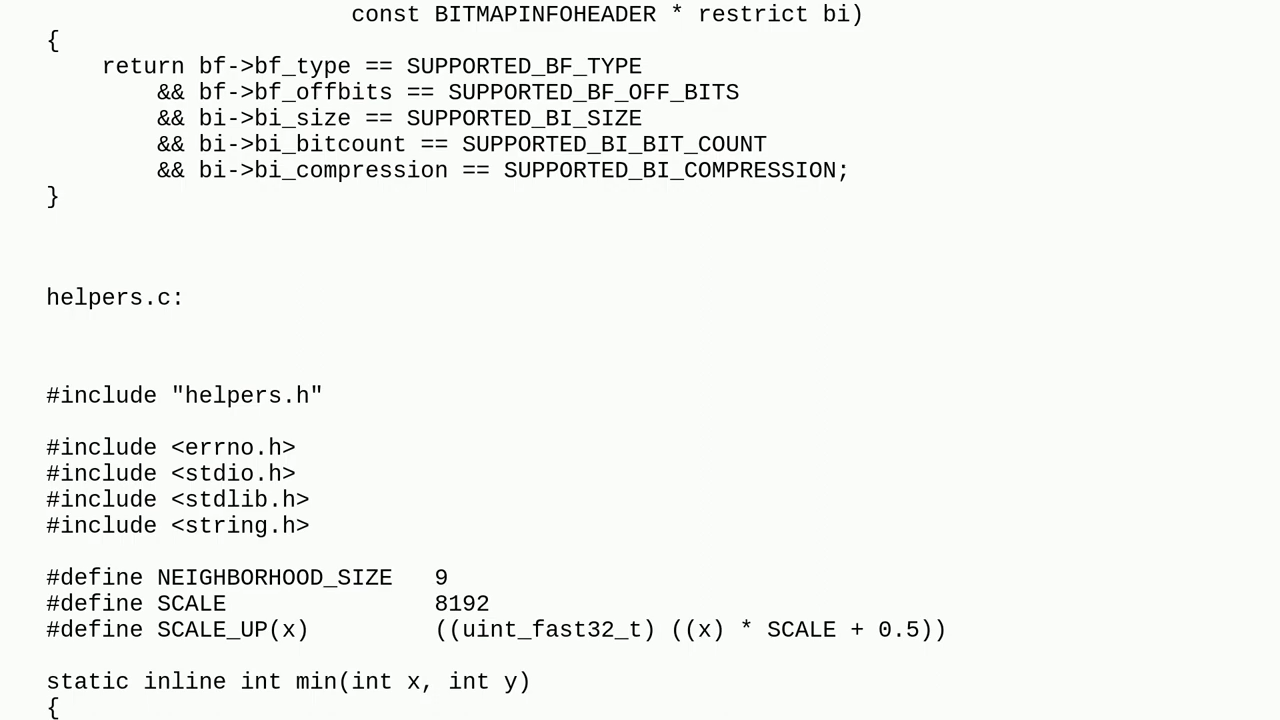 const BITMAPINFOHEADER * restrict bi)
{
    return bf->bf_type == SUPPORTED_BF_TYPE
        && bf->bf_offbits == SUPPORTED_BF_OFF_BITS
        && bi->bi_size == SUPPORTED_BI_SIZE
        && bi->bi_bitcount == SUPPORTED_BI_BIT_COUNT
        && bi->bi_compression == SUPPORTED_BI_COMPRESSION;
}
helpers.c:
#include "helpers.h"
#include <errno.h>
#include <stdio.h>
#include <stdlib.h>
#include <string.h>
#define NEIGHBORHOOD_SIZE   9
#define SCALE               8192
#define SCALE_UP(x)         ((uint_fast32_t) ((x) * SCALE + 0.5))
static inline int min(int x, int y)
{